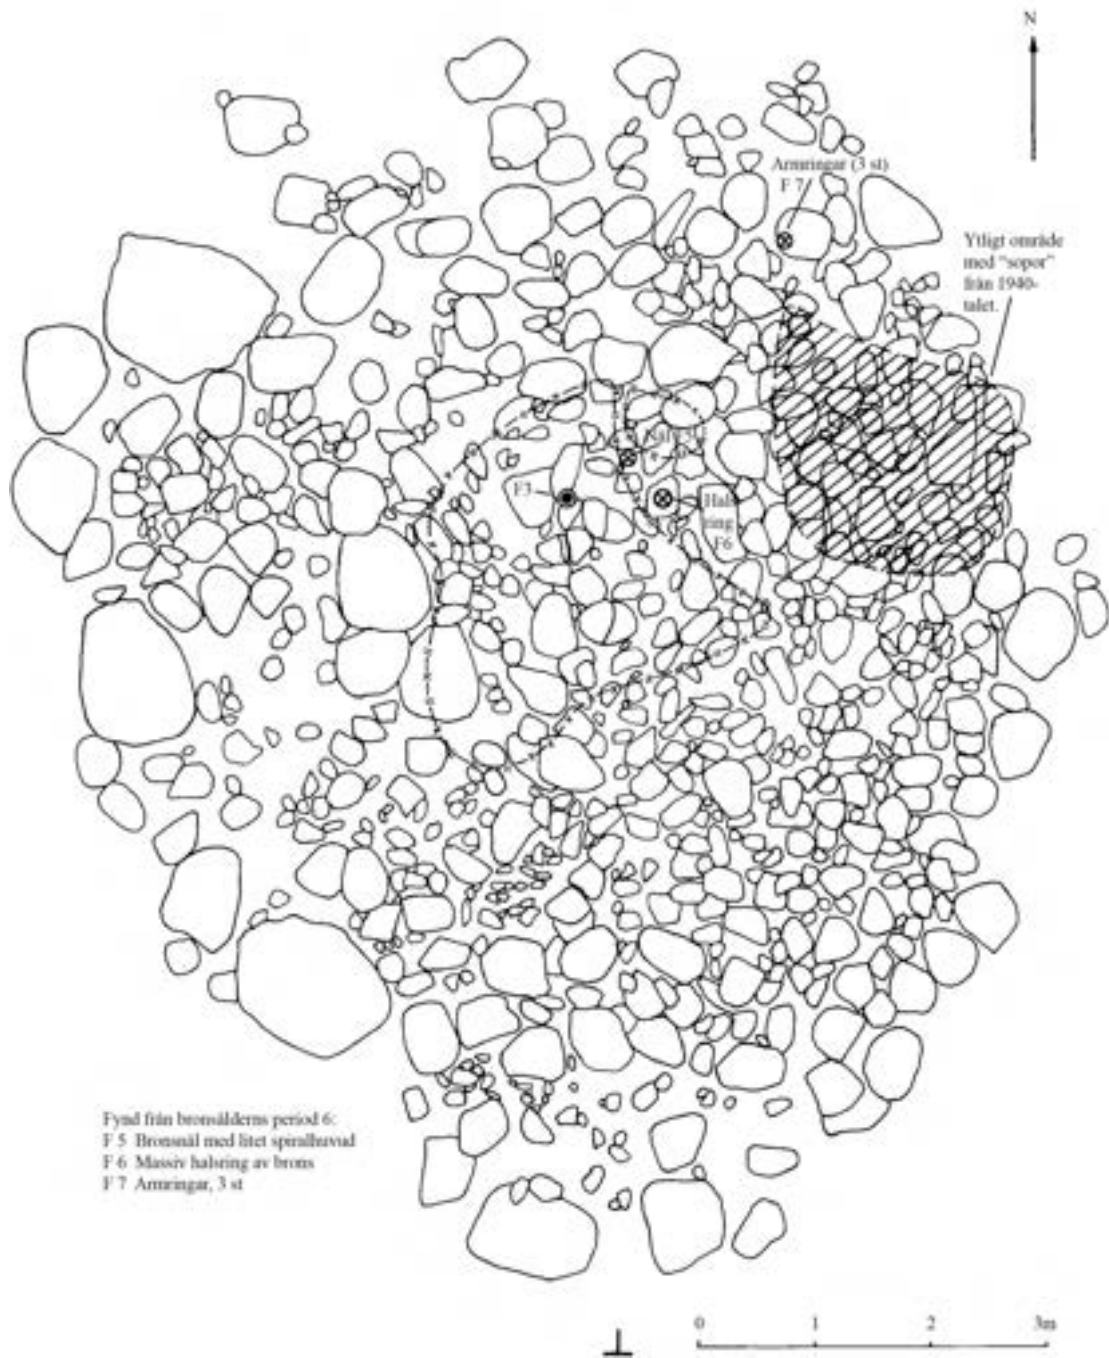 N
Armringar (3 st)
F 7
Ytligt område
med "sopor"
från 1940-
talet.
F3
Hals
ring
F6
Fynd från bronsålderns period 6:
F 5 Bronsnål med litet spiralhuvud
F 6 Massiv halsring av brons
F 7 Armringar, 3 st
0 1 2 3m